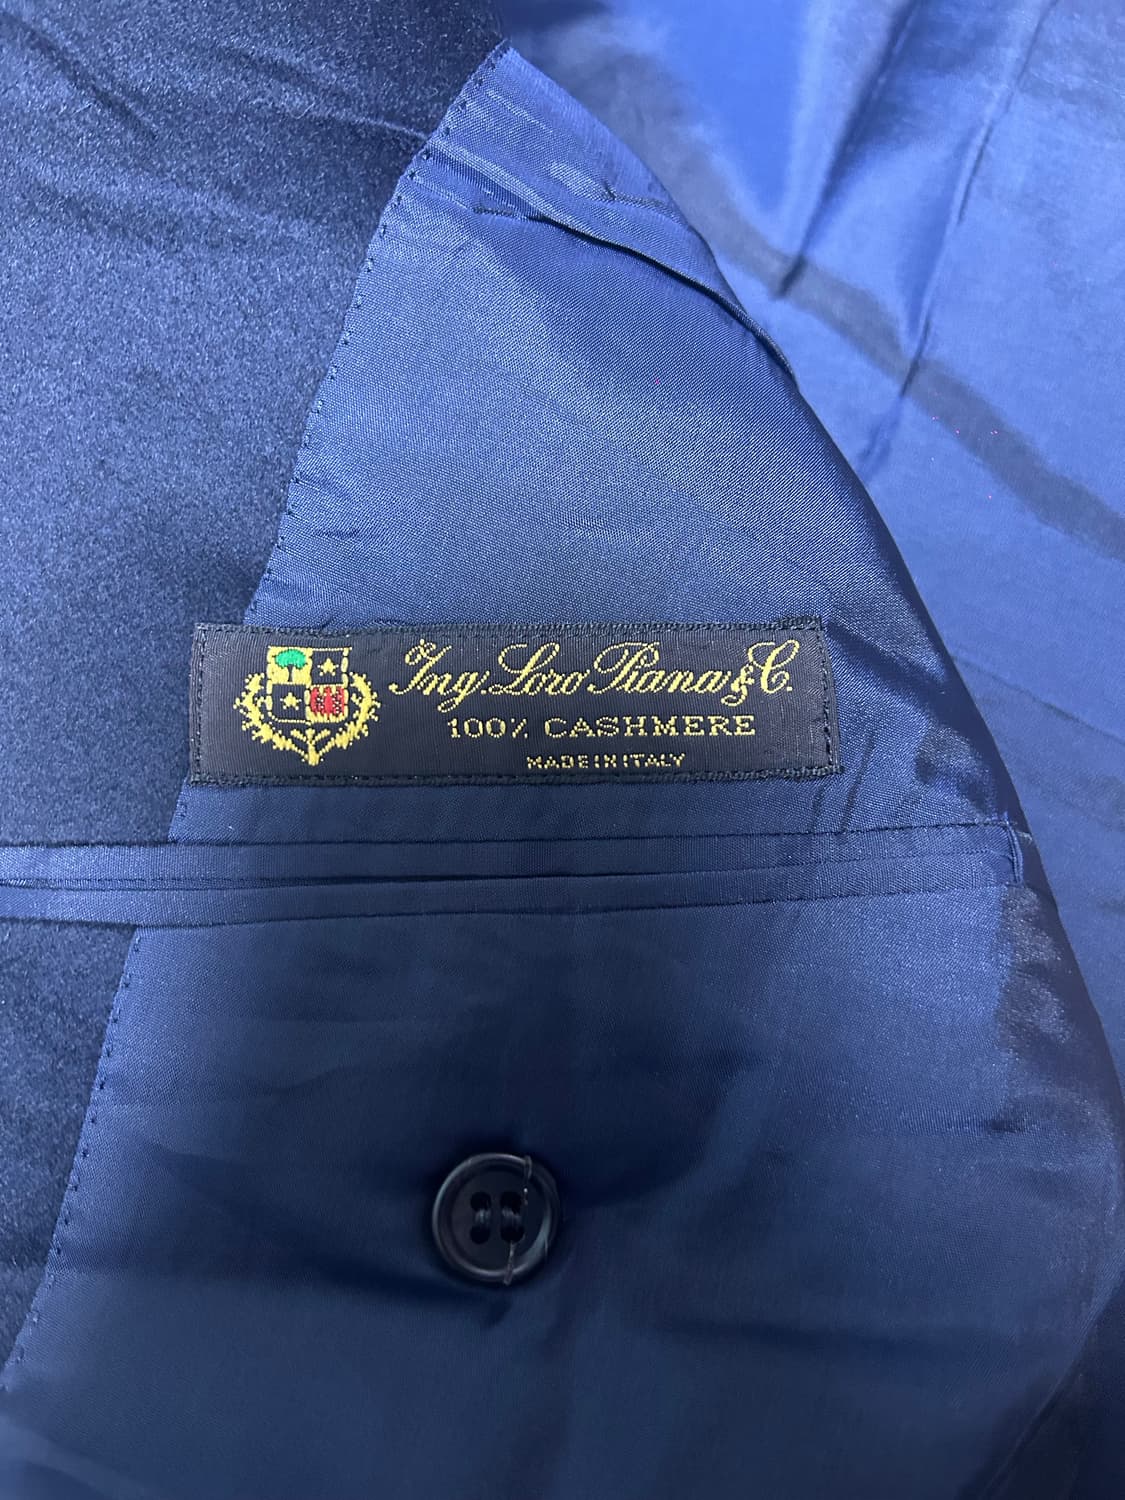 Ing. Loro Piana & C.
100% CASHMERE
MADE IN ITALY